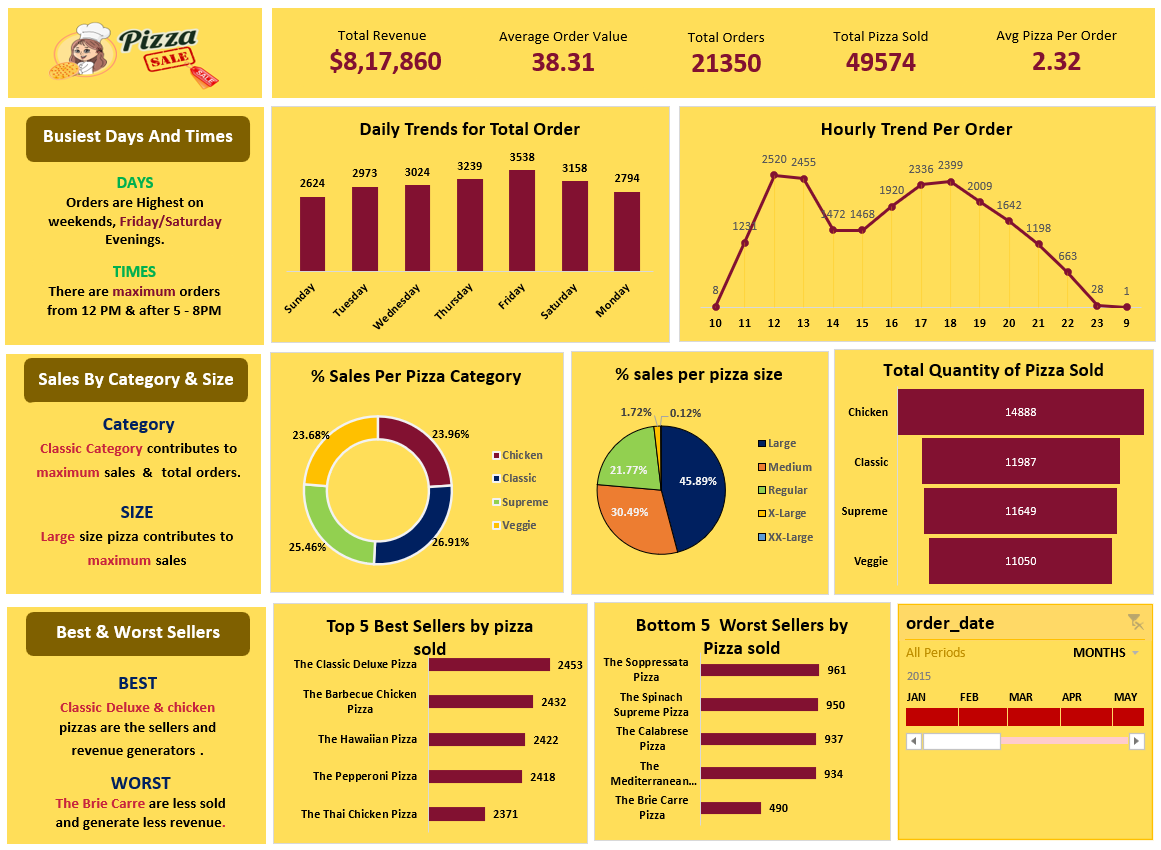 Pizza
SALE
SALE
Total Revenue
$8,17,860
Average Order Value
38.31
Total Orders
21350
Total Pizza Sold
49574
Avg Pizza Per Order
2.32
Busiest Days And Times
DAYS
Orders are Highest on
weekends, Friday/Saturday
Evenings.
TIMES
There are maximum orders
from 12 PM & after 5 - 8PM
Daily Trends for Total Order
2624 2973 3024 3239 3538 3158 2794
Sunday Tuesday Wednesday Thursday Friday Saturday Monday
Hourly Trend Per Order
8 1231 2520 2455 1472 1468 1920 2336 2399 2009 1642 1198 663 28 1
10 11 12 13 14 15 16 17 18 19 20 21 22 23 9
Sales By Category & Size
Category
Classic Category contributes to
maximum sales & total orders.
SIZE
Large size pizza contributes to
maximum sales
% Sales Per Pizza Category
23.68% 23.96%
25.46% 26.91%
Chicken
Classic
Supreme
Veggie
% sales per pizza size
1.72% 0.12%
21.77% 45.89%
30.49%
Large
Medium
Regular
X-Large
XX-Large
Total Quantity of Pizza Sold
Chicken 14888
Classic 11987
Supreme 11649
Veggie 11050
Best & Worst Sellers
BEST
Classic Deluxe & chicken
pizzas are the sellers and
revenue generators .
WORST
The Brie Carre are less sold
and generate less revenue.
Top 5 Best Sellers by pizza
sold
The Classic Deluxe Pizza 2453
The Barbecue Chicken
Pizza 2432
The Hawaiian Pizza 2422
The Pepperoni Pizza 2418
The Thai Chicken Pizza 2371
Bottom 5 Worst Sellers by
Pizza sold
The Soppressata
Pizza 961
The Spinach
Supreme Pizza 950
The Calabrese
Pizza 937
The
Mediterranean... 934
The Brie Carre
Pizza 490
order_date
All Periods MONTHS
2015
JAN FEB MAR APR MAY